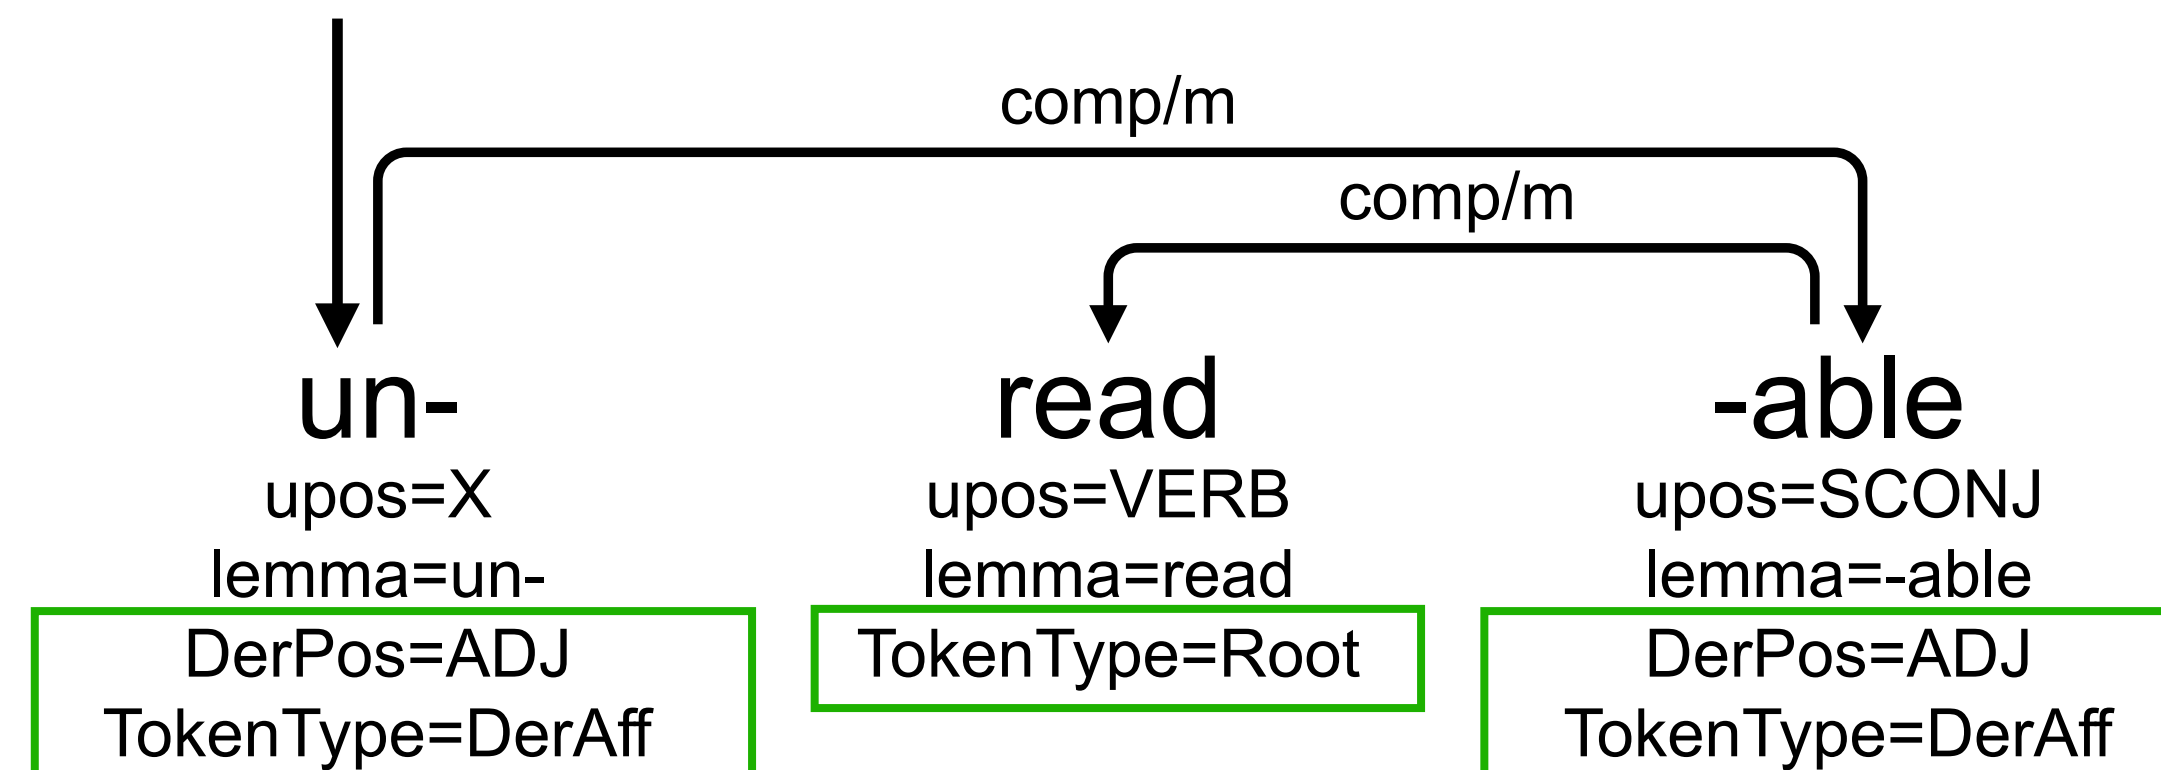 comp/m
comp/m
un- read -able
upos=X upos=VERB upos=SCONJ
lemma=un- lemma=read lemma=-able
DerPos=ADJ TokenType=Root DerPos=ADJ
TokenType=DerAff TokenType=DerAff